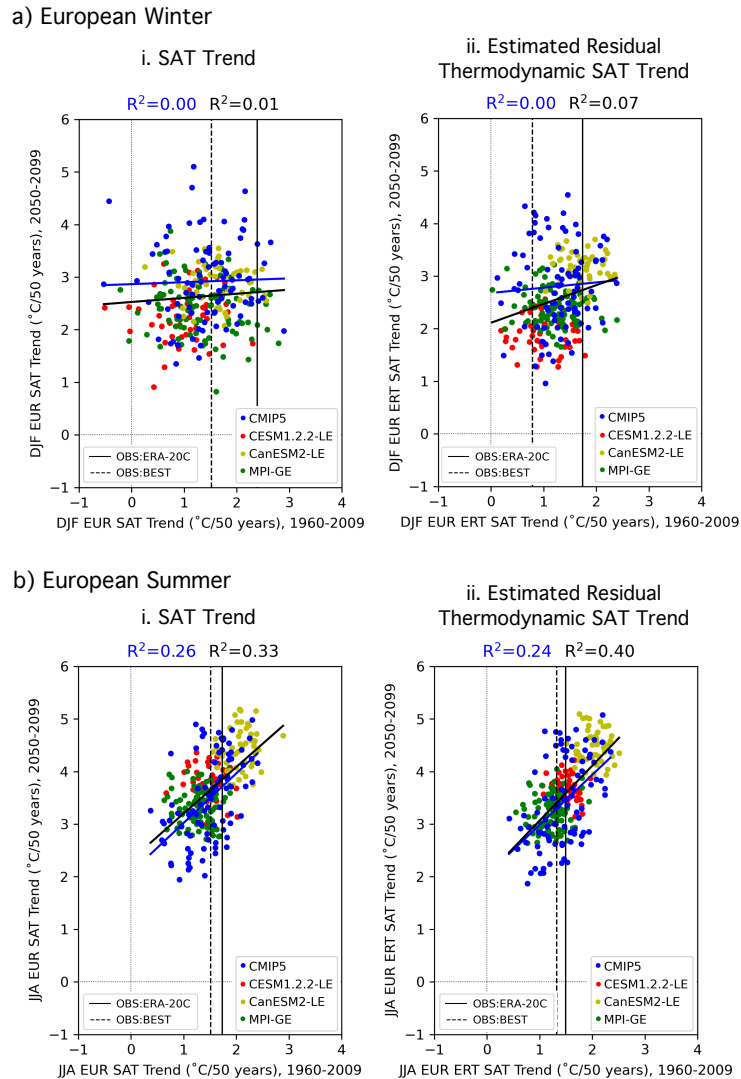 a) European Winter
i. SAT Trend
ii. Estimated Residual
Thermodynamic SAT Trend
R²=0.00 R²=0.01
R²=0.00 R²=0.07
DJF EUR SAT Trend (˚C/50 years), 2050-2099
6
5
4
3
2
1
0
−1
CMIP5
CESM1.2.2-LE
CanESM2-LE
MPI-GE
OBS:ERA-20C
OBS:BEST
−1 0 1 2 3 4
DJF EUR SAT Trend (˚C/50 years), 1960-2009
DJF EUR ERT SAT Trend (˚C/50 years), 2050-2099
6
5
4
3
2
1
0
−1
CMIP5
CESM1.2.2-LE
CanESM2-LE
MPI-GE
OBS:ERA-20C
OBS:BEST
−1 0 1 2 3 4
DJF EUR ERT SAT Trend (˚C/50 years), 1960-2009
b) European Summer
i. SAT Trend
ii. Estimated Residual
Thermodynamic SAT Trend
R²=0.26 R²=0.33
R²=0.24 R²=0.40
JJA EUR SAT Trend (˚C/50 years), 2050-2099
6
5
4
3
2
1
0
−1
CMIP5
CESM1.2.2-LE
CanESM2-LE
MPI-GE
OBS:ERA-20C
OBS:BEST
−1 0 1 2 3 4
JJA EUR SAT Trend (˚C/50 years), 1960-2009
JJA EUR ERT SAT Trend (˚C/50 years), 2050-2099
6
5
4
3
2
1
0
−1
CMIP5
CESM1.2.2-LE
CanESM2-LE
MPI-GE
OBS:ERA-20C
OBS:BEST
−1 0 1 2 3 4
JJA EUR ERT SAT Trend (˚C/50 years), 1960-2009